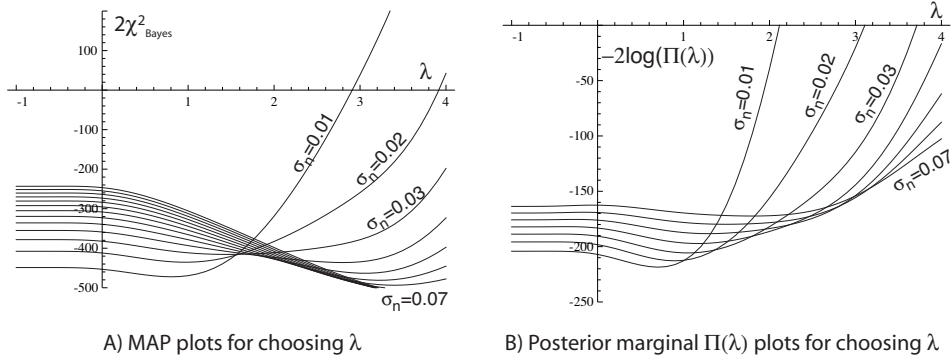 2χ²Bayes
λ
200
100
-1 1 2 3 4
-100
-200
-300
-400
-500
σn=0.01
σn=0.02
σn=0.03
σn=0.07
A) MAP plots for choosing λ
λ
-1 1 2 3 4
−2log(Π(λ))
-50
-100
-150
-200
-250
σn=0.01
σn=0.02
σn=0.03
σn=0.07
B) Posterior marginal Π(λ) plots for choosing λ